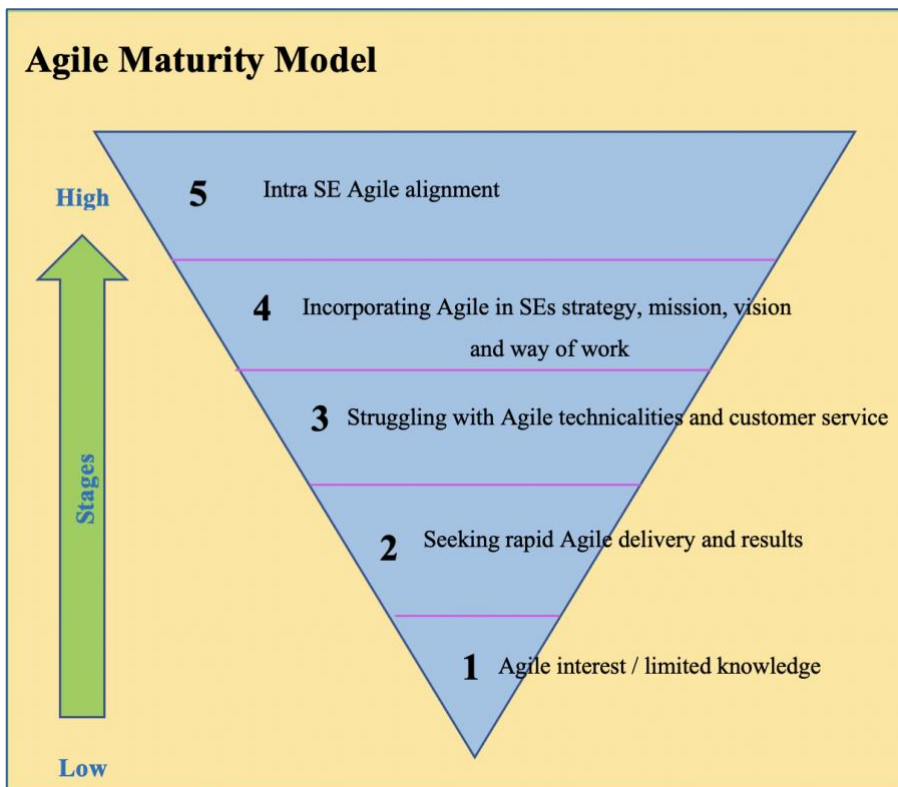 Agile Maturity Model
High
5 Intra SE Agile alignment
4 Incorporating Agile in SEs strategy, mission, vision
and way of work
3 Struggling with Agile technicalities and customer service
Stages
2 Seeking rapid Agile delivery and results
1 Agile interest / limited knowledge
Low